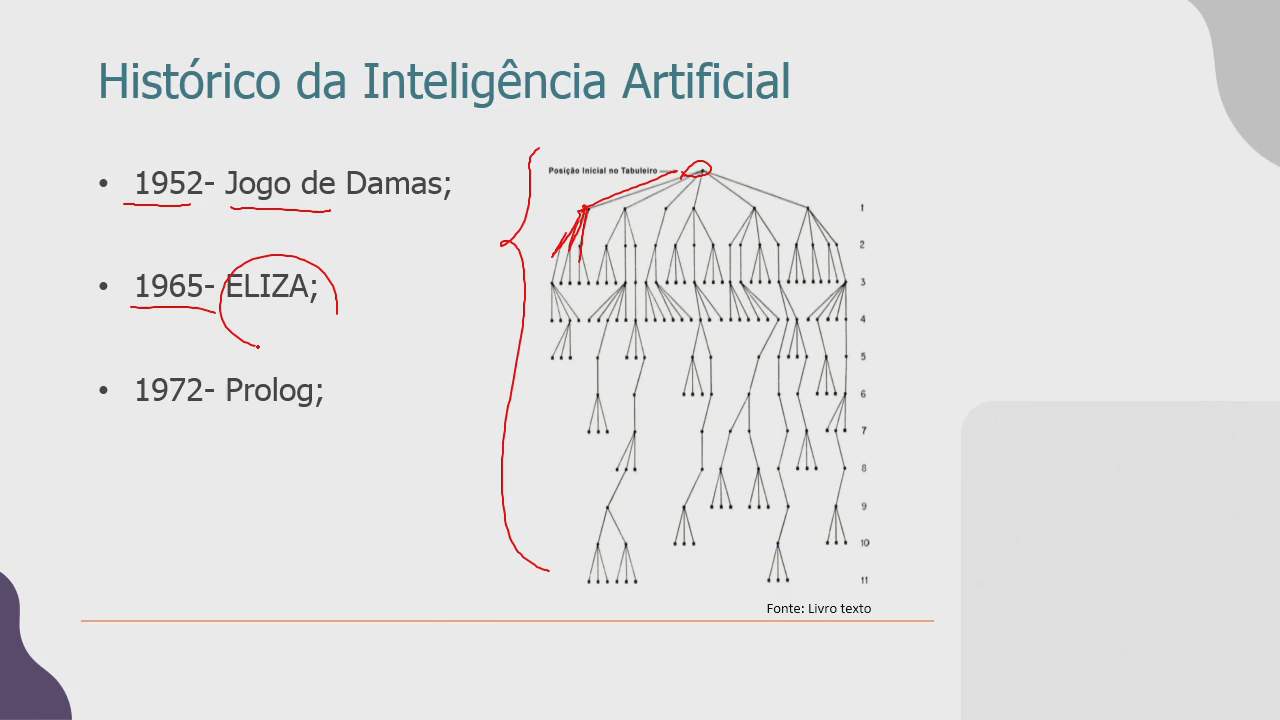 Histórico da Inteligência Artificial
• 1952- Jogo de Damas;
• 1965- ELIZA;
• 1972- Prolog;
Posição Inicial no Tabuleiro
1
2
3
4
5
6
7
8
9
10
11
Fonte: Livro texto